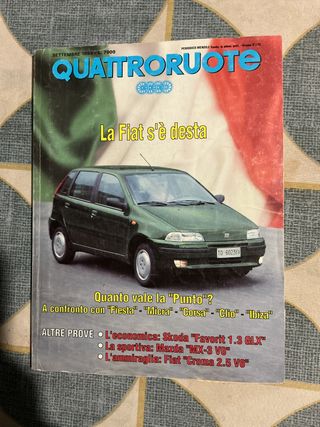 QUATTRORUOTE
La Fiat s'è desta
Quanto vale la "Punto"?
A confronto con "Fiesta" - "Micra" - "Corsa" - "Clio" - "Ibiza"
ALTRE PROVE • L'economica: Skoda "Favorit 1.3 GLX"
• La sportiva: Mazda "MX-3 V6"
• L'ammiraglia: Fiat "Croma 2.5 V6"